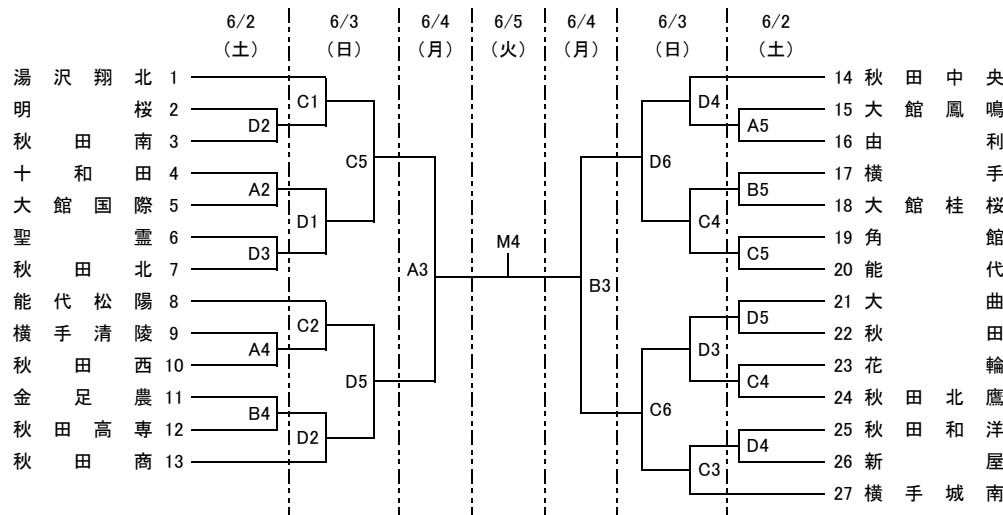 6/2 6/3 6/4 6/5 6/4 6/3 6/2
(土) (日) (月) (火) (月) (日) (土)
湯沢翔北 1
明桜 2
秋田南 3
十和田 4
大館国際 5
聖霊 6
秋田北 7
能代松陽 8
横手清陵 9
秋田西 10
金足農 11
秋田高専 12
秋田商 13
D2
A2
D3
A4
B4
C1
D1
C2
D2
C5
D5
A3
M4
B3
D6
C6
D4
C4
D3
C3
A5
B5
C5
D5
C4
D4
14 秋田中央
15 大館鳳鳴
16 由利
17 横手
18 大館桂桜
19 角館
20 能代
21 大曲
22 秋田
23 花輪
24 秋田北鷹
25 秋田和洋
26 新屋
27 横手城南